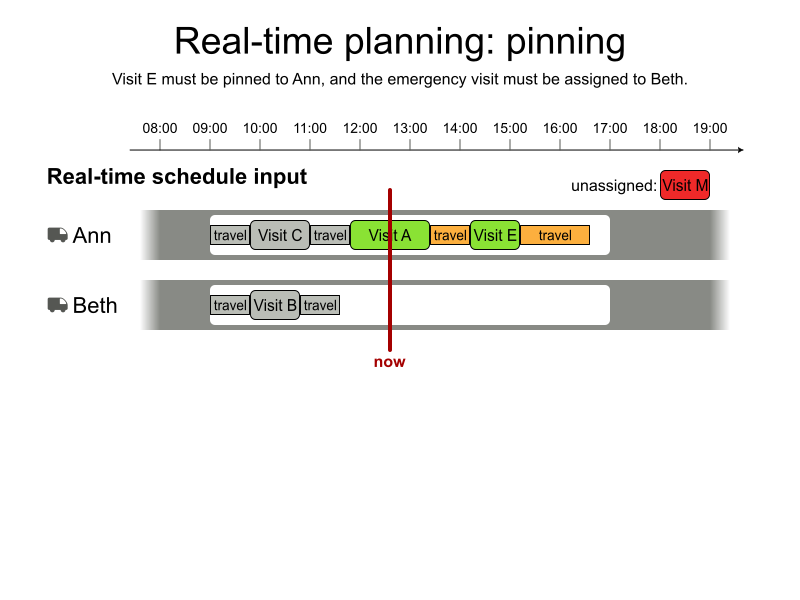 Real-time planning: pinning
Visit E must be pinned to Ann, and the emergency visit must be assigned to Beth.
08:00 09:00 10:00 11:00 12:00 13:00 14:00 15:00 16:00 17:00 18:00 19:00
Real-time schedule input
unassigned: Visit M
Ann travel Visit C travel Visit A travel Visit E travel
Beth travel Visit B travel
now